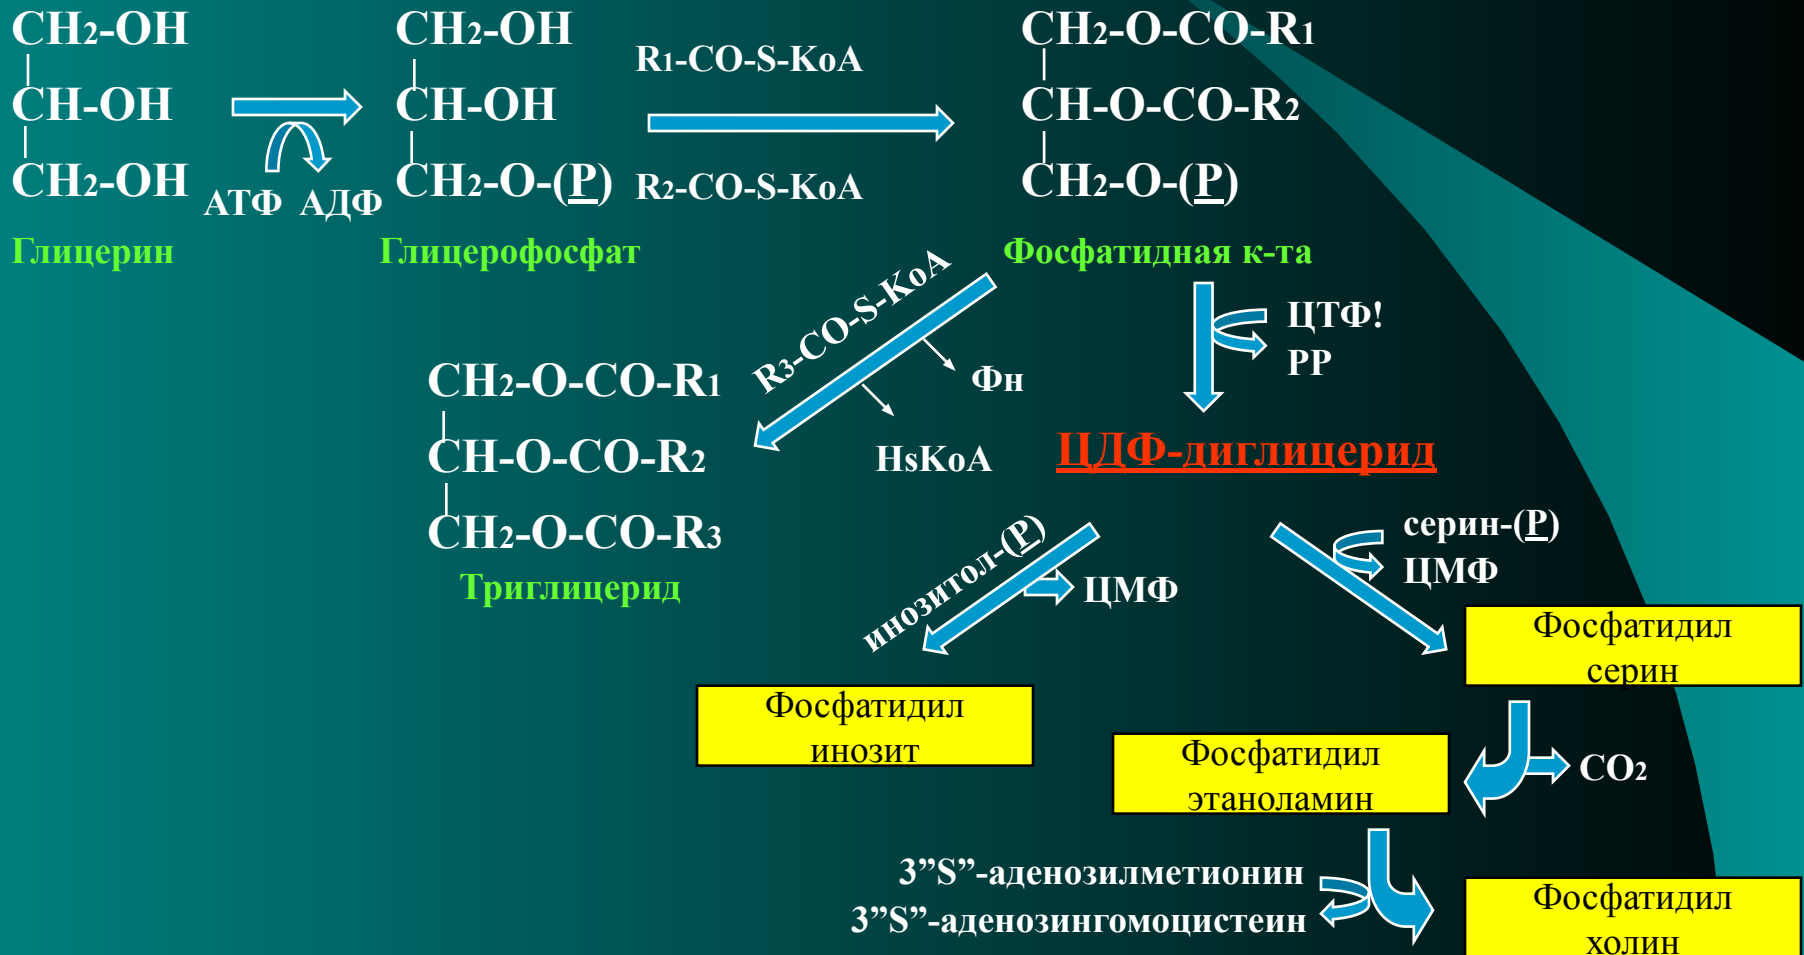 CH2-OH
CH-OH
CH2-OH
АТФ АДФ
Глицерин
CH2-OH
CH-OH
CH2-O-(P)
Глицерофосфат
R1-CO-S-KoA
R2-CO-S-KoA
CH2-O-CO-R1
CH-O-CO-R2
CH2-O-(P)
Фосфатидная к-та
R3-CO-S-KoA
Фн
HsKoA
ЦТФ!
PP
CH2-O-CO-R1
CH-O-CO-R2
CH2-O-CO-R3
Триглицерид
ЦДФ-диглицерид
инозитол-(P)
ЦМФ
серин-(P)
ЦМФ
Фосфатидил
серин
Фосфатидил
инозит
Фосфатидил
этаноламин
CO2
3”S”-аденозилметионин
3”S”-аденозингомоцистеин
Фосфатидил
холин